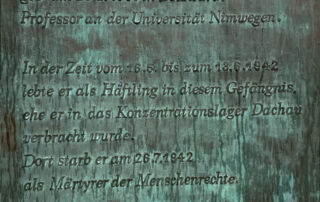 Professor an der Universität Nimwegen.
In der Zeit vom 16.5. bis zum 13.6.1942
lebte er als Häftling in diesem Gefängnis,
ehe er in das Konzentrationslager Dachau
verbracht wurde.
Dort starb er am 26.7.1942
als Märtyrer der Menschenrechte.